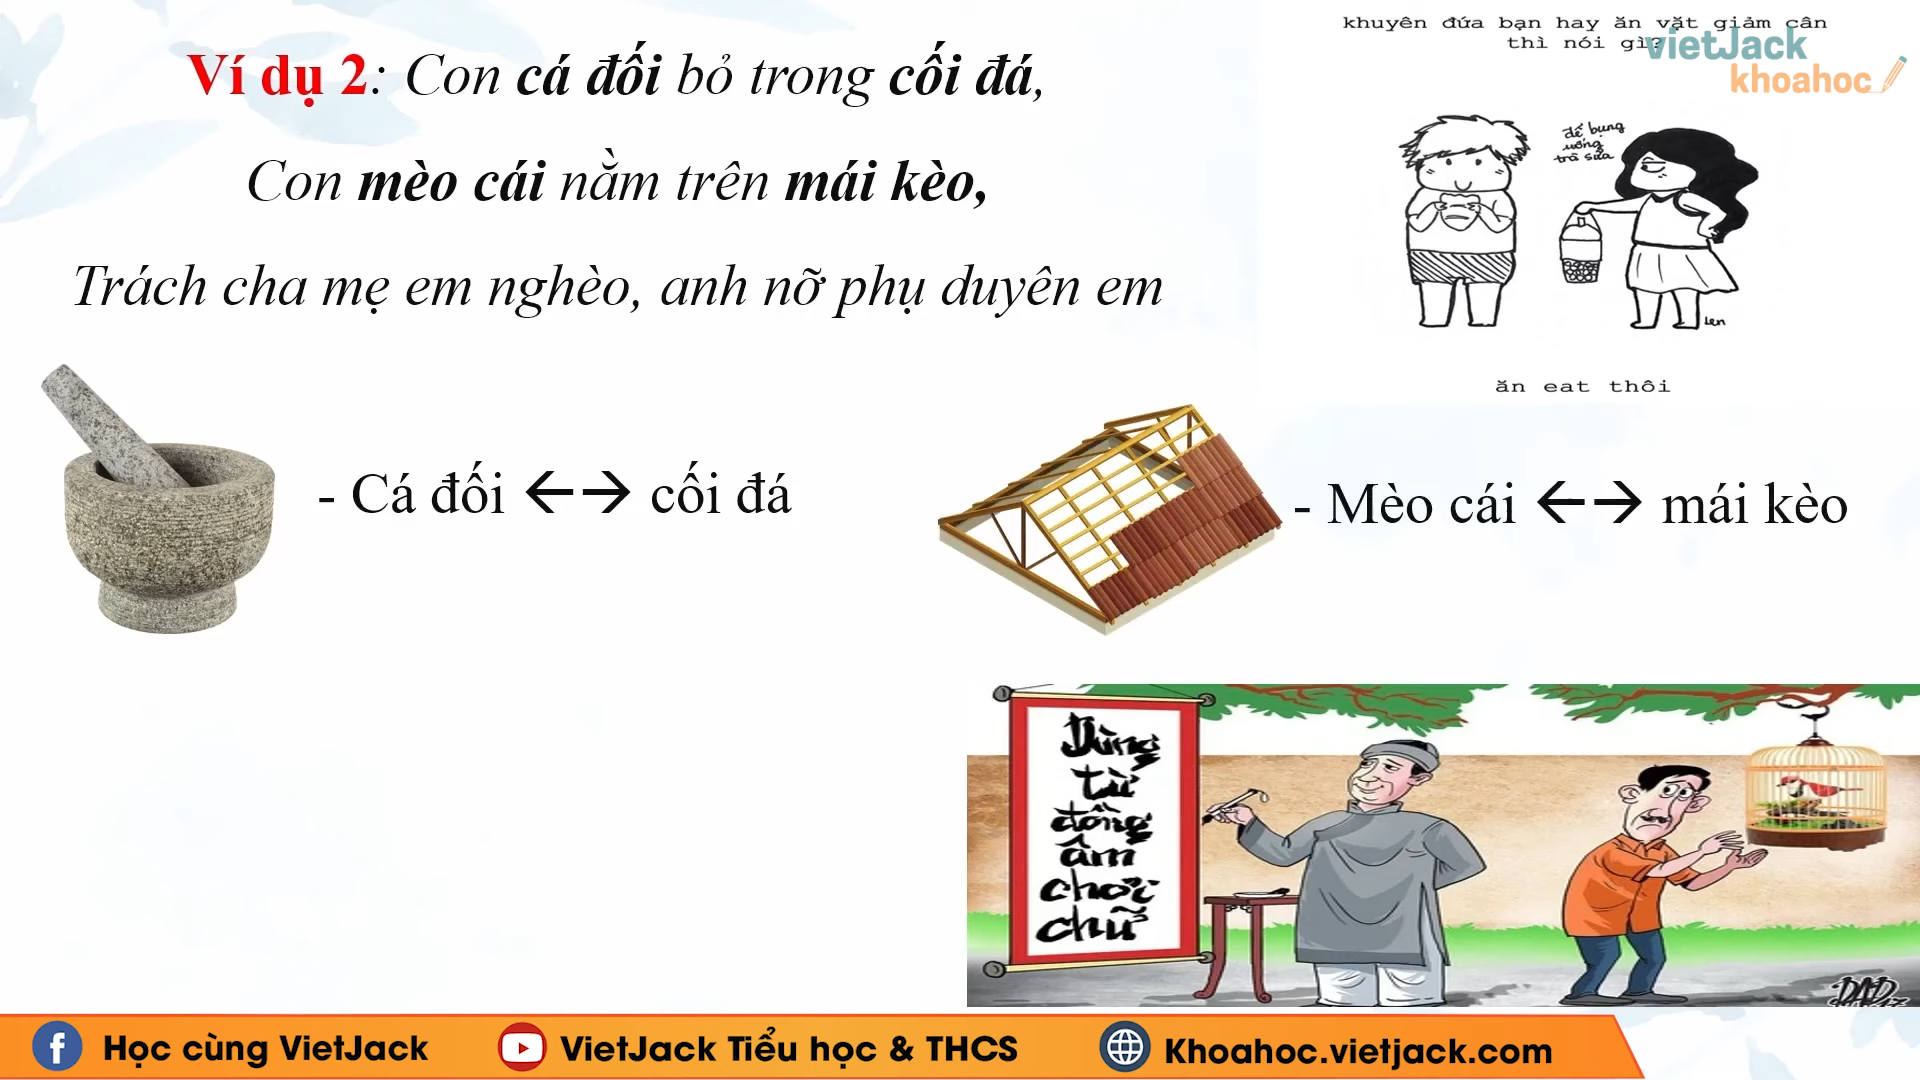 Ví dụ 2: Con cá đối bỏ trong cối đá,
Con mèo cái nằm trên mái kèo,
Trách cha mẹ em nghèo, anh nỡ phụ duyên em
khuyên đứa bạn hay ăn vặt giảm cân
thì nói gì?
vietJack
khoahoc
để bụng
uống
trà sữa
Len
ăn eat thôi
- Cá đối ←→ cối đá
- Mèo cái ←→ mái kèo
Dùng
từ
đồng
âm
chơi
chữ
DAD
Học cùng VietJack
VietJack Tiểu học & THCS
Khoahoc.vietjack.com